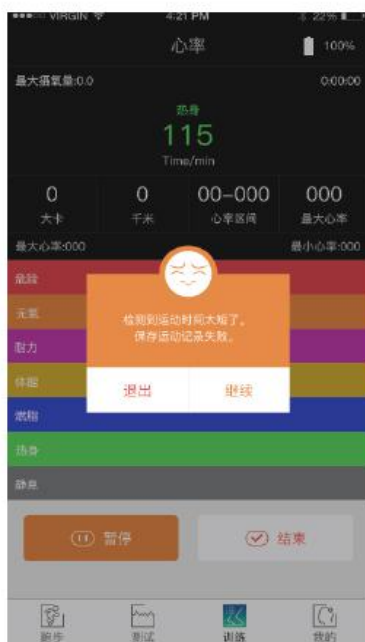 VIRGIN 4:21 PM 22%
心率 100%
最大摄氧量:0.0 0:00:00
热身
115
Time/min
0 0 00-000 000
大卡 千米 心率区间 最大心率
最大心率:000 最小心率:000
危险
无氧
检测到运动时间太短了。
耐力
保存运动记录失败。
体能
退出 继续
燃脂
热身
静息
暂停 结束
跑步 测试 训练 我的